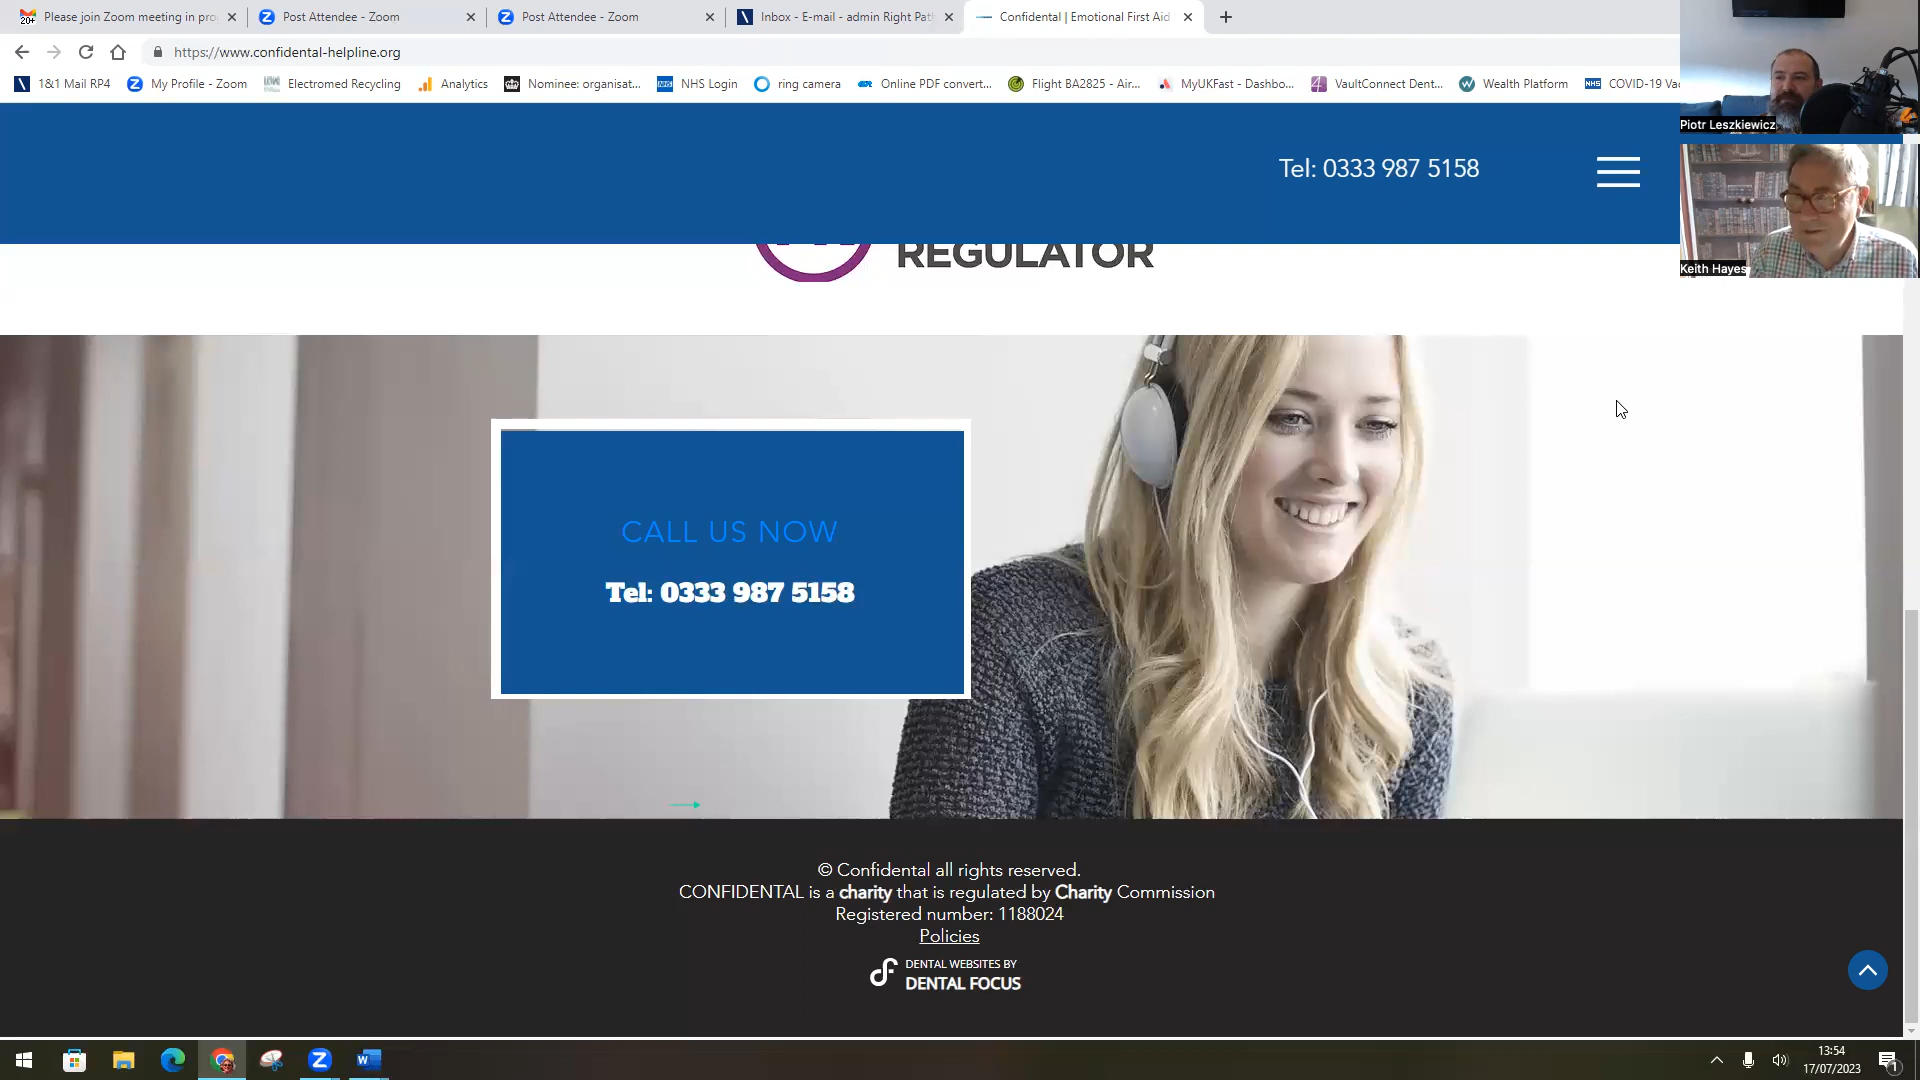 Please join Zoom meeting in pro
Post Attendee - Zoom
Post Attendee - Zoom
Inbox - E-mail - admin Right Pat
Confidental | Emotional First Aid
https://www.confidental-helpline.org
1&1 Mail RP4
My Profile - Zoom
Electromed Recycling
Analytics
Nominee: organisat...
NHS Login
ring camera
Online PDF convert...
Flight BA2825 - Air...
MyUKFast - Dashbo...
VaultConnect Dent...
Wealth Platform
COVID-19 Vac
Piotr Leszkiewicz
Tel: 0333 987 5158
Keith Hayes
REGULATOR
CALL US NOW
Tel: 0333 987 5158
© Confidental all rights reserved.
CONFIDENTAL is a charity that is regulated by Charity Commission
Registered number: 1188024
Policies
DENTAL WEBSITES BY
DENTAL FOCUS
13:54
17/07/2023